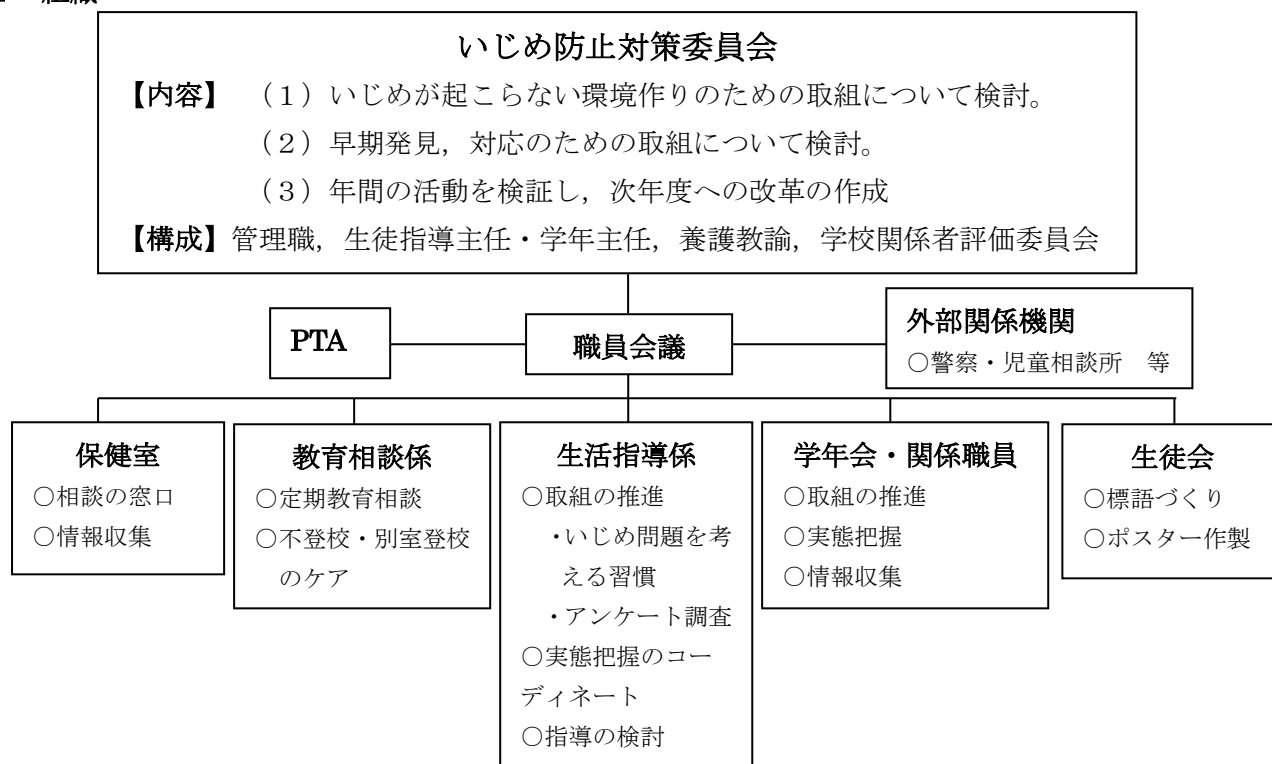 組織
いじめ防止対策委員会
【内容】 （１）いじめが起こらない環境作りのための取組について検討。
（２）早期発見，対応のための取組について検討。
（３）年間の活動を検証し，次年度への改革の作成
【構成】管理職，生徒指導主任・学年主任，養護教諭，学校関係者評価委員会
PTA
職員会議
外部関係機関
○警察・児童相談所　等
保健室
○相談の窓口
○情報収集
教育相談係
○定期教育相談
○不登校・別室登校
のケア
生活指導係
○取組の推進
・いじめ問題を考
える習慣
・アンケート調査
○実態把握のコー
ディネート
○指導の検討
学年会・関係職員
○取組の推進
○実態把握
○情報収集
生徒会
○標語づくり
○ポスター作製